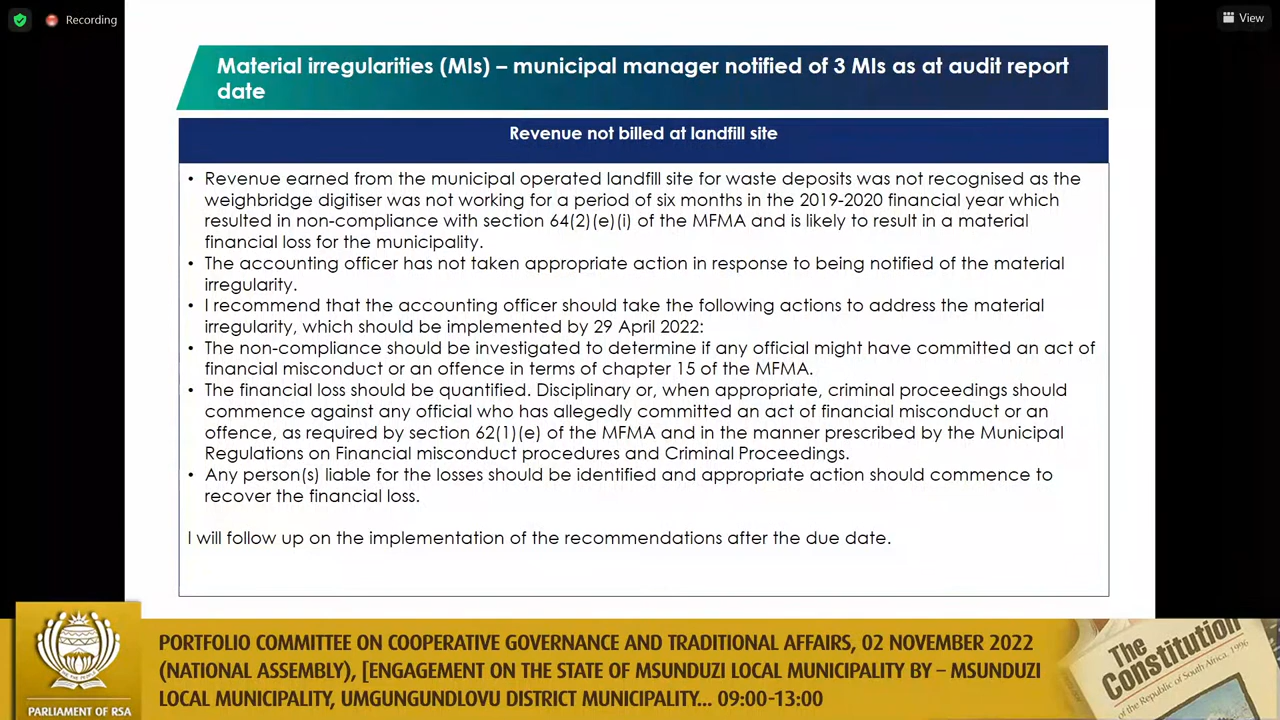 Recording
View
Material irregularities (MIs) – municipal manager notified of 3 MIs as at audit report
date
Revenue not billed at landfill site
• Revenue earned from the municipal operated landfill site for waste deposits was not recognised as the
weighbridge digitiser was not working for a period of six months in the 2019-2020 financial year which
resulted in non-compliance with section 64(2)(e)(i) of the MFMA and is likely to result in a material
financial loss for the municipality.
• The accounting officer has not taken appropriate action in response to being notified of the material
irregularity.
• I recommend that the accounting officer should take the following actions to address the material
irregularity, which should be implemented by 29 April 2022:
• The non-compliance should be investigated to determine if any official might have committed an act of
financial misconduct or an offence in terms of chapter 15 of the MFMA.
• The financial loss should be quantified. Disciplinary or, when appropriate, criminal proceedings should
commence against any official who has allegedly committed an act of financial misconduct or an
offence, as required by section 62(1)(e) of the MFMA and in the manner prescribed by the Municipal
Regulations on Financial misconduct procedures and Criminal Proceedings.
• Any person(s) liable for the losses should be identified and appropriate action should commence to
recover the financial loss.
I will follow up on the implementation of the recommendations after the due date.
PORTFOLIO COMMITTEE ON COOPERATIVE GOVERNANCE AND TRADITIONAL AFFAIRS, 02 NOVEMBER 2022
(NATIONAL ASSEMBLY), [ENGAGEMENT ON THE STATE OF MSUNDUZI LOCAL MUNICIPALITY BY – MSUNDUZI
LOCAL MUNICIPALITY, UMGUNGUNDLOVU DISTRICT MUNICIPALITY... 09:00-13:00
PARLIAMENT OF RSA
The
Constitution
of the Republic of South Africa, 1996